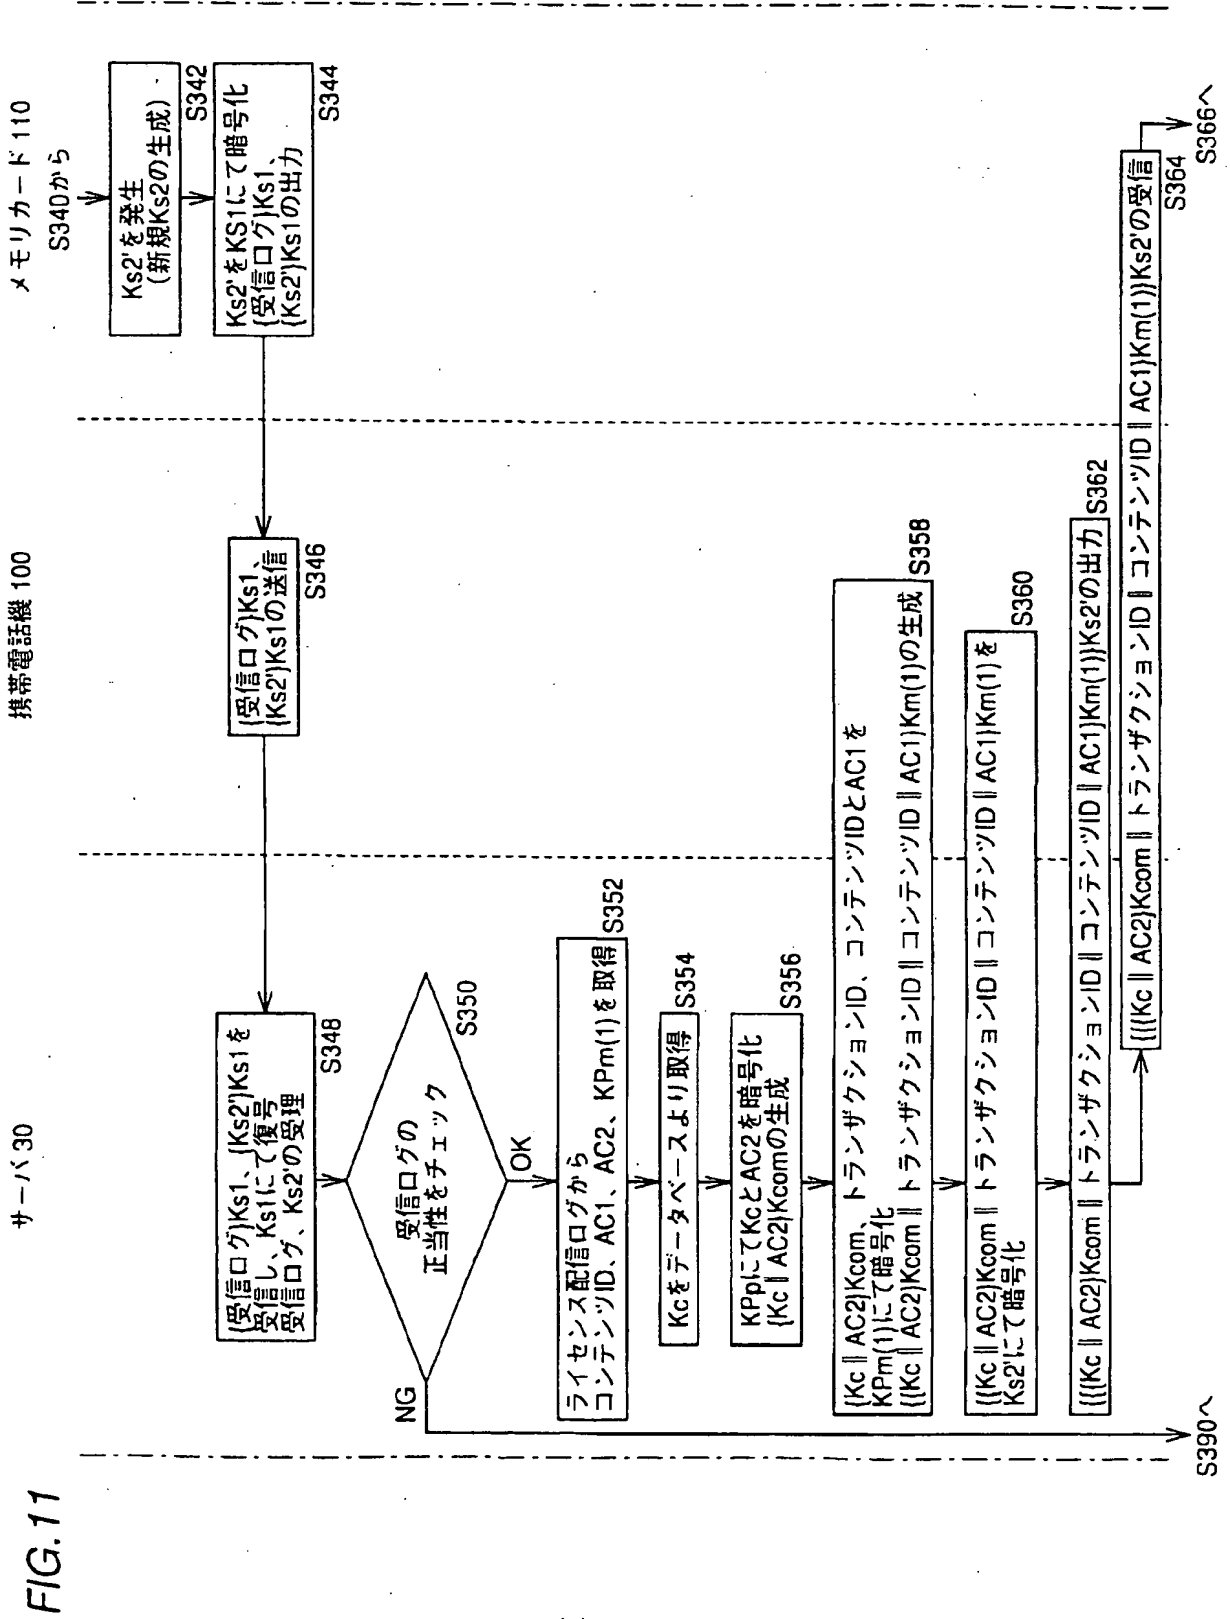 FIG.11
サーバ 30
携帯電話機 100
メモリカード 110
S340から
Ks2'を発生
(新規Ks2の生成)
S342
Ks2'をKS1にて暗号化
{受信ログ}Ks1、
{Ks2'}Ks1の出力
S344
{受信ログ}Ks1、
{Ks2'}Ks1の送信
S346
{受信ログ}Ks1、{Ks2'}Ks1を
受信し、Ks1にて復号
受信ログ、Ks2'の受理
S348
受信ログの
正当性をチェック
S350
NG
OK
ライセンス配信ログから
コンテンツID、AC1、AC2、KPm(1)を取得
S352
Kcをデータベースより取得
S354
KPpにてKcとAC2を暗号化
{Kc∥AC2}Kcomの生成
S356
{Kc∥AC2}Kcom、トランザクションID、コンテンツIDとAC1を
KPm(1)にて暗号化
{{Kc∥AC2}Kcom∥トランザクションID∥コンテンツID∥AC1}Km(1)の生成
S358
{{Kc∥AC2}Kcom∥トランザクションID∥コンテンツID∥AC1}Km(1)を
Ks2'にて暗号化
S360
{{{Kc∥AC2}Kcom∥トランザクションID∥コンテンツID∥AC1}Km(1)}Ks2'の出力
S362
{{{Kc∥AC2}Kcom∥トランザクションID∥コンテンツID∥AC1}Km(1)}Ks2'の受信
S364
S390へ
S366へ